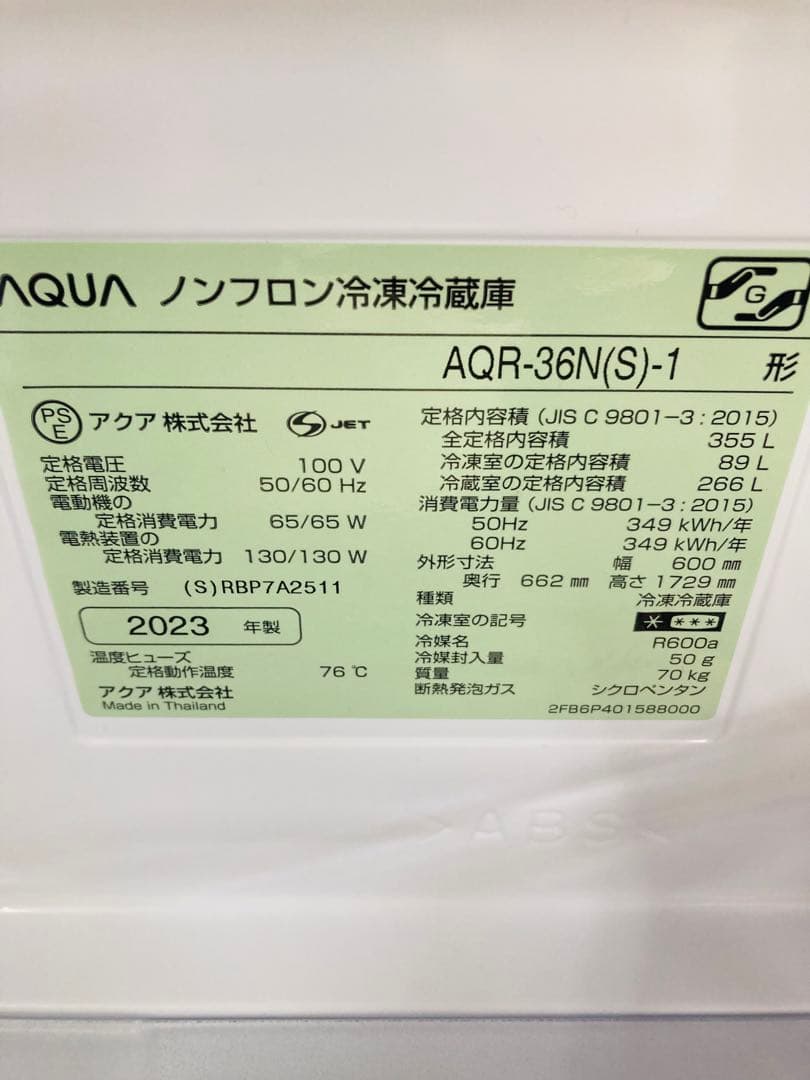 AQUA ノンフロン冷凍冷蔵庫
G
AQR-36N(S)-1 形
PSE アクア 株式会社 S JET
定格電圧 100 V
定格周波数 50/60 Hz
電動機の
定格消費電力 65/65 W
電熱装置の
定格消費電力 130/130 W
製造番号 (S)RBP7A2511
2023 年製
温度ヒューズ
定格動作温度 76 ℃
アクア 株式会社
Made in Thailand
定格内容積 (JIS C 9801-3 : 2015)
全定格内容積 355 L
冷凍室の定格内容積 89 L
冷蔵室の定格内容積 266 L
消費電力量 (JIS C 9801-3 : 2015)
50Hz 349 kWh/年
60Hz 349 kWh/年
外形寸法 幅 600 ㎜
奥行 662 ㎜ 高さ 1729 ㎜
種類 冷凍冷蔵庫
冷凍室の記号 * ***
冷媒名 R600a
冷媒封入量 50 g
質量 70 kg
断熱発泡ガス シクロペンタン
2FB6P401588000
>ABS<